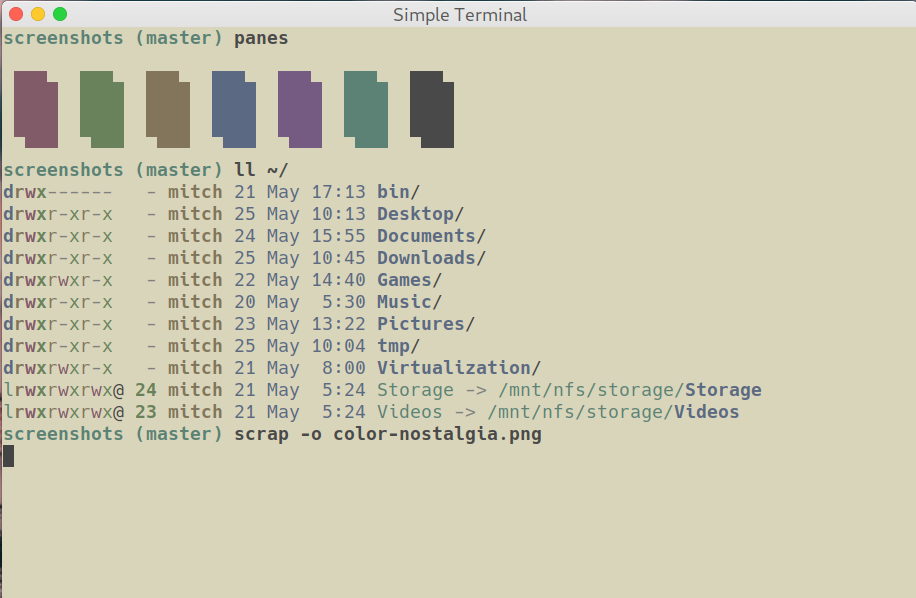 Simple Terminal
screenshots (master) panes
screenshots (master) ll ~/
drwx------   - mitch 21 May 17:13 bin/
drwxr-xr-x   - mitch 25 May 10:13 Desktop/
drwxr-xr-x   - mitch 24 May 15:55 Documents/
drwxr-xr-x   - mitch 25 May 10:45 Downloads/
drwxrwxr-x   - mitch 22 May 14:40 Games/
drwxr-xr-x   - mitch 20 May  5:30 Music/
drwxr-xr-x   - mitch 23 May 13:22 Pictures/
drwxr-xr-x   - mitch 25 May 10:04 tmp/
drwxrwxr-x   - mitch 21 May  8:00 Virtualization/
lrwxrwxrwx@ 24 mitch 21 May  5:24 Storage -> /mnt/nfs/storage/Storage
lrwxrwxrwx@ 23 mitch 21 May  5:24 Videos -> /mnt/nfs/storage/Videos
screenshots (master) scrap -o color-nostalgia.png